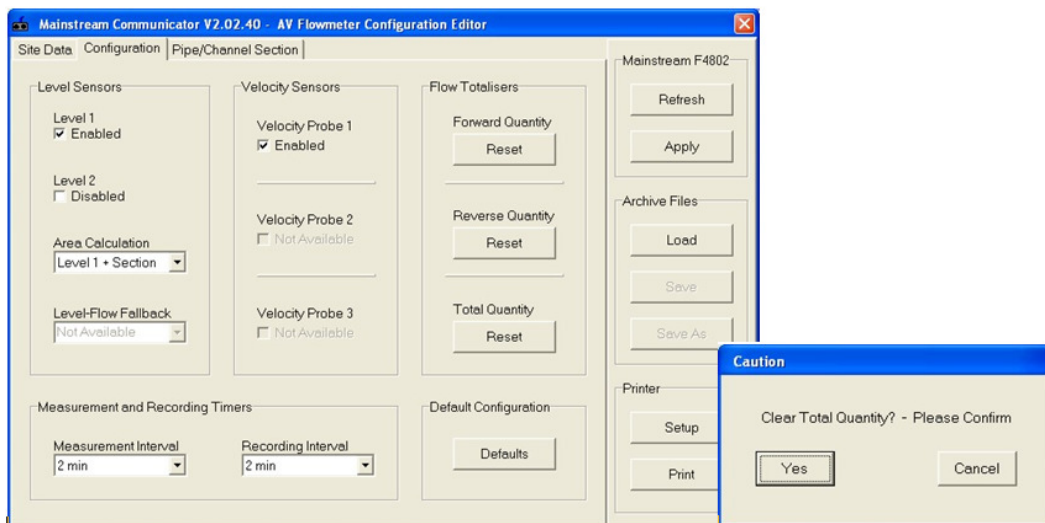 Mainstream Communicator V2.02.40 - AV Flowmeter Configuration Editor
Site Data
Configuration
Pipe/Channel Section
Level Sensors
Level 1
Enabled
Level 2
Disabled
Area Calculation
Level 1 + Section
Level-Flow Fallback
Not Available
Velocity Sensors
Velocity Probe 1
Enabled
Velocity Probe 2
Not Available
Velocity Probe 3
Not Available
Flow Totalisers
Forward Quantity
Reset
Reverse Quantity
Reset
Total Quantity
Reset
Measurement and Recording Timers
Measurement Interval
2 min
Recording Interval
2 min
Default Configuration
Defaults
Mainstream F4802
Refresh
Apply
Archive Files
Load
Save
Save As
Printer
Setup
Print
Caution
Clear Total Quantity? - Please Confirm
Yes
Cancel